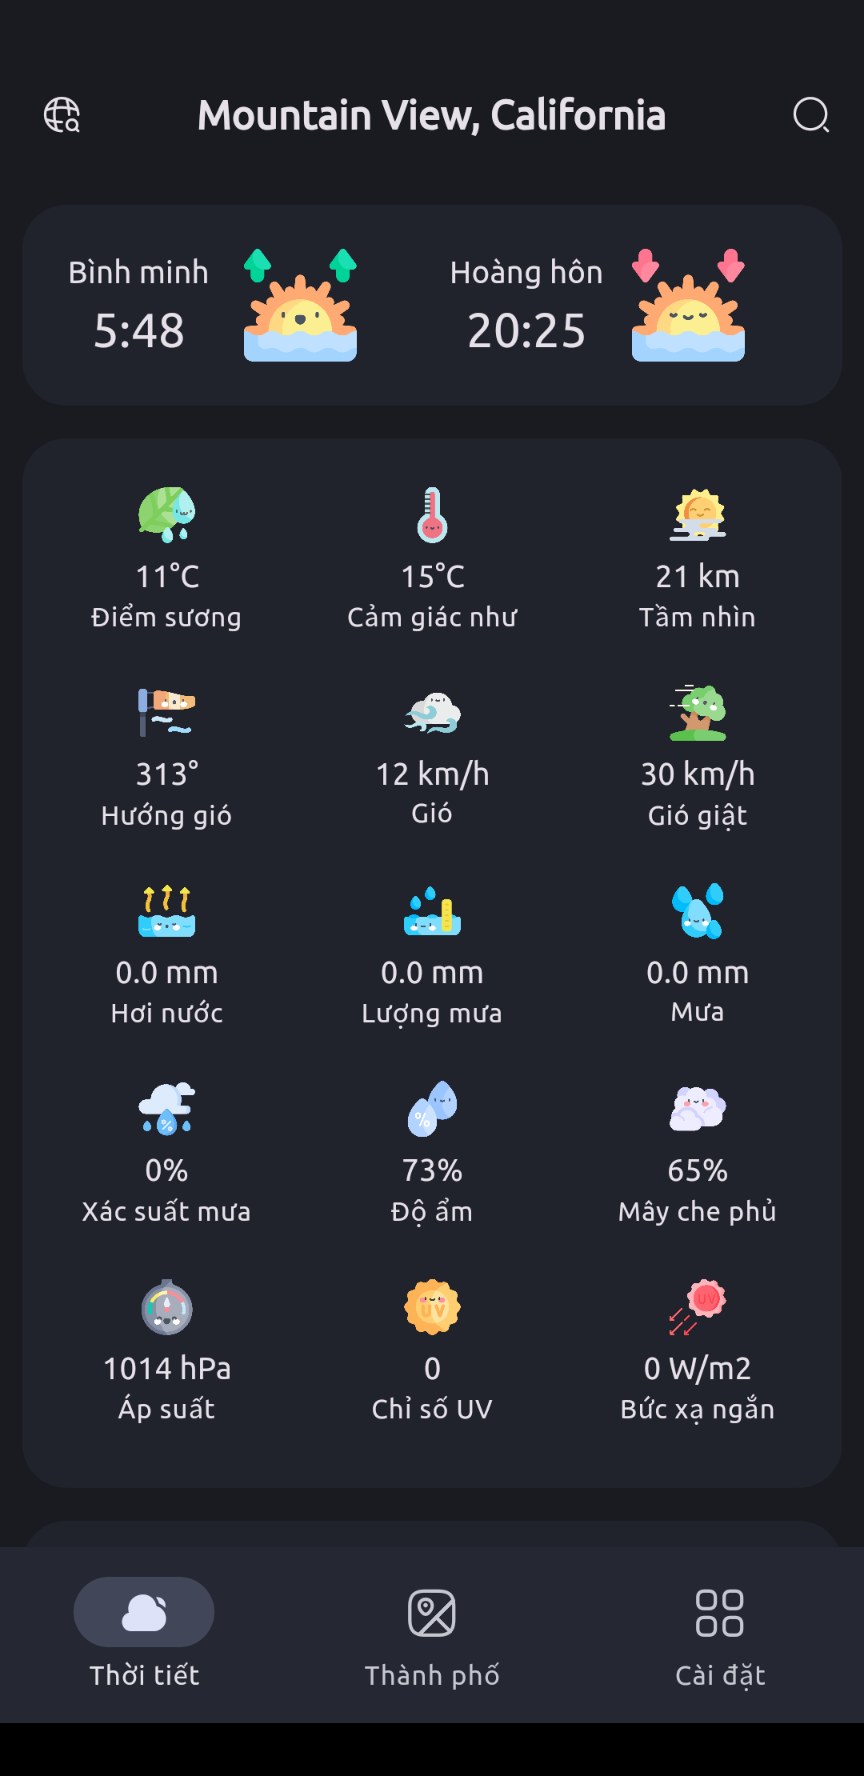 Mountain View, California
Bình minh
5:48
Hoàng hôn
20:25
11°C
Điểm sương
15°C
Cảm giác như
21 km
Tầm nhìn
313°
Hướng gió
12 km/h
Gió
30 km/h
Gió giật
0.0 mm
Hơi nước
0.0 mm
Lượng mưa
0.0 mm
Mưa
%
0%
Xác suất mưa
%
73%
Độ ẩm
65%
Mây che phủ
1014 hPa
Áp suất
UV
0
Chỉ số UV
UV
0 W/m2
Bức xạ ngắn
Thời tiết
Thành phố
Cài đặt